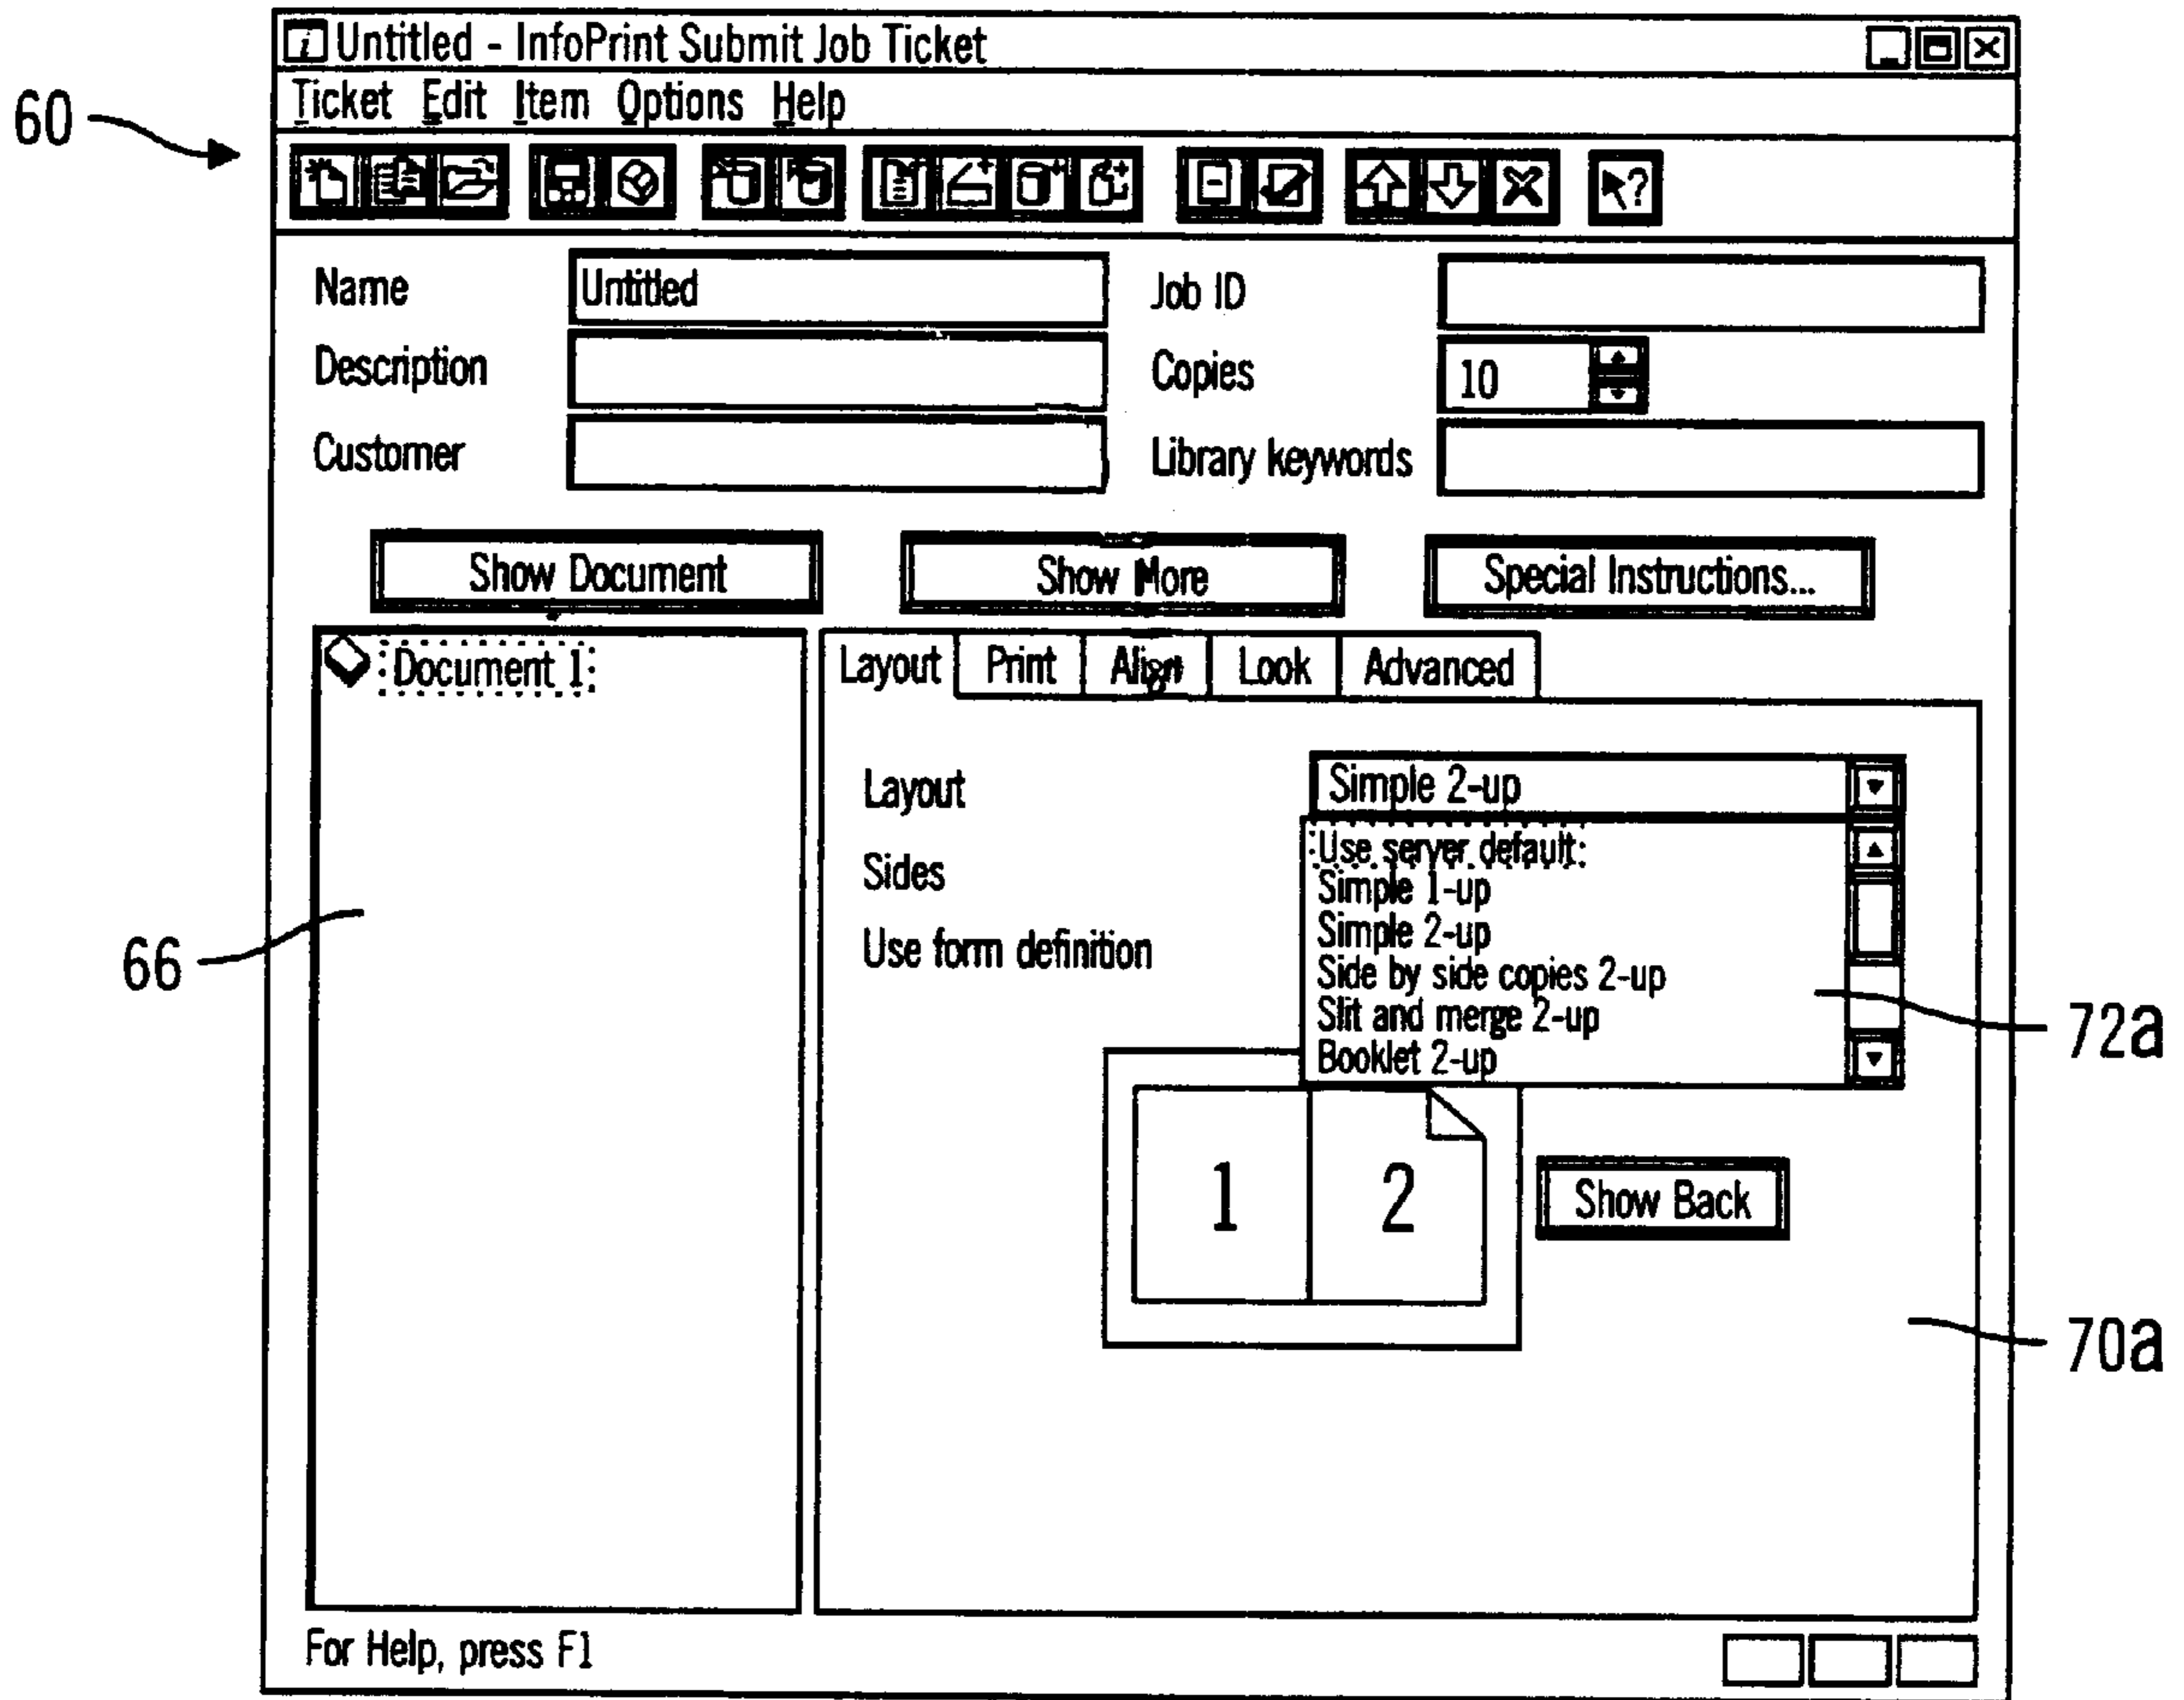 i Untitled - InfoPrint Submit Job Ticket
Ticket Edit Item Options Help
60
?
Name Untitled Job ID
Description Copies 10
Customer Library keywords
Show Document Show More Special Instructions...
Document 1 Layout Print Align Look Advanced
Layout Simple 2-up
Use server default
Sides Simple 1-up
Simple 2-up
Use form definition
Side by side copies 2-up
66
Slit and merge 2-up
72a
Booklet 2-up
1 2 Show Back
70a
For Help, press F1